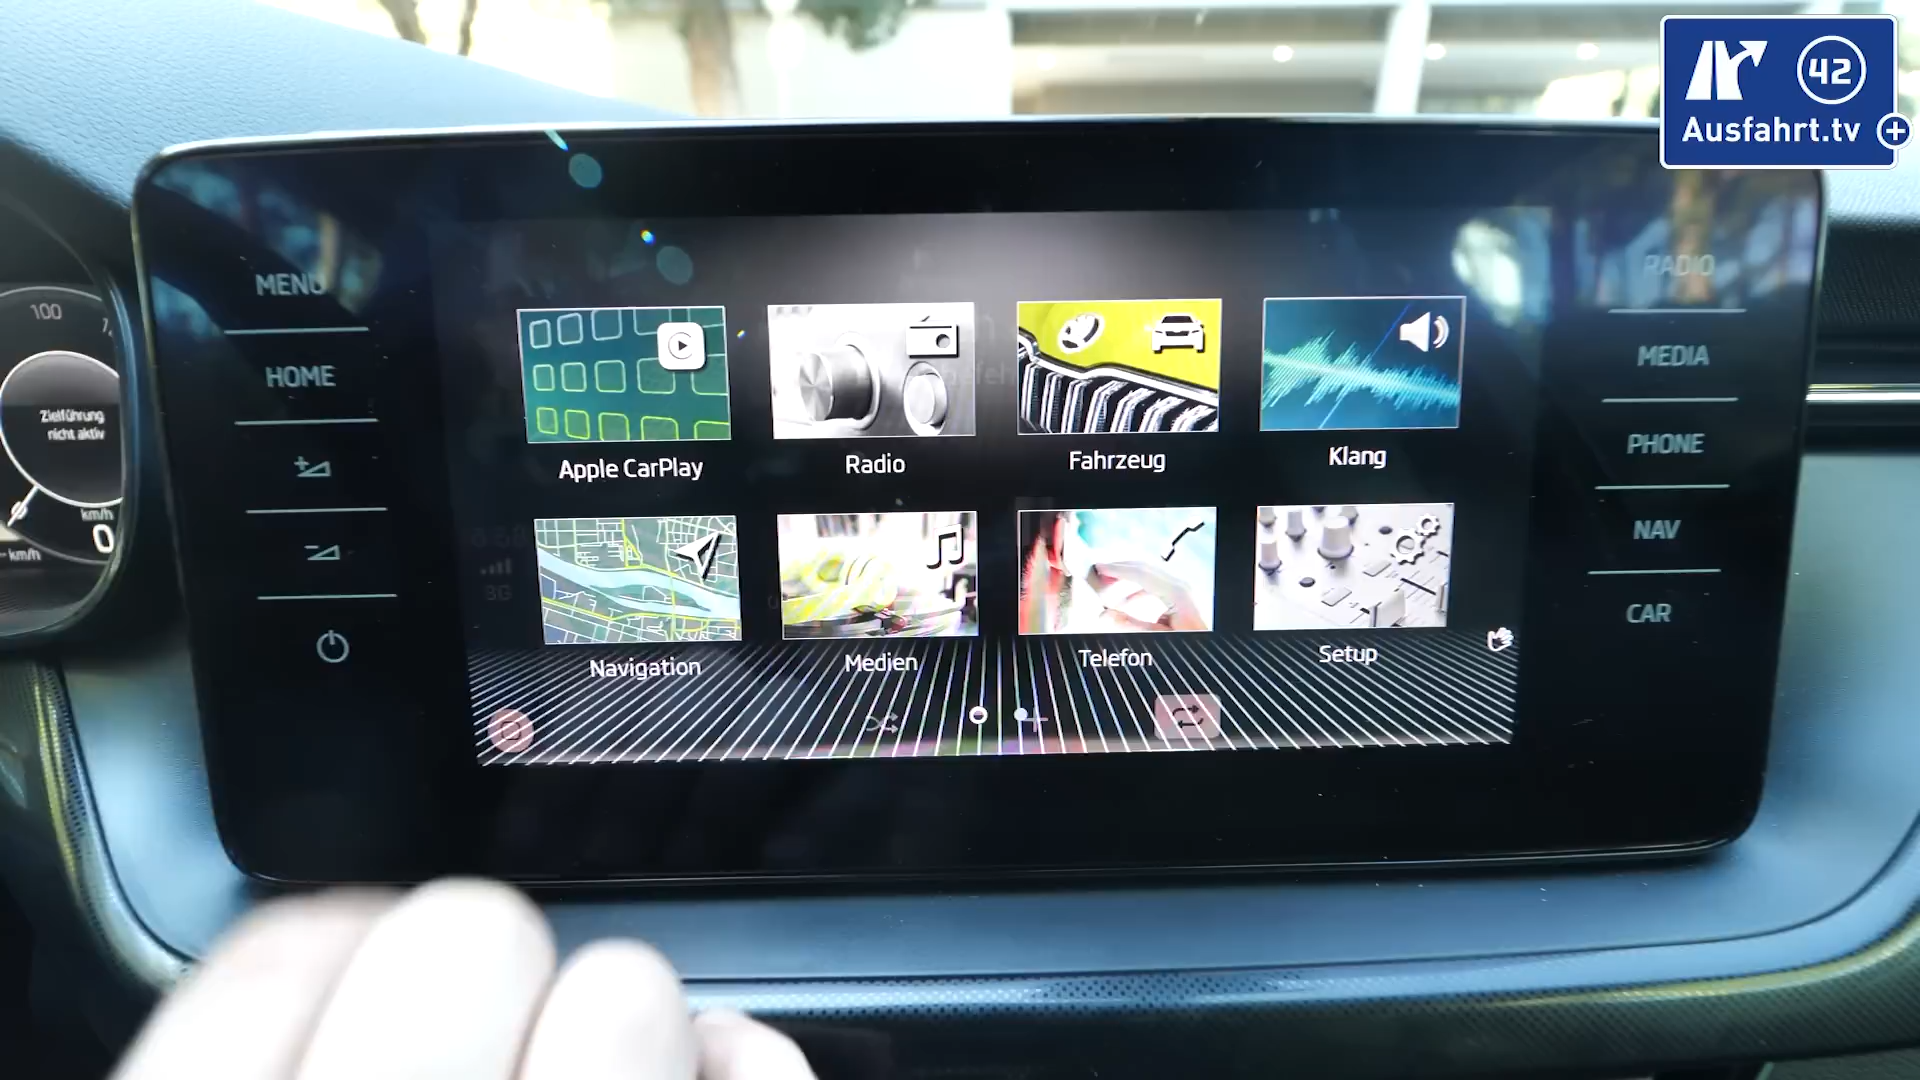 42
Ausfahrt.tv +
MENU
HOME
RADIO
MEDIA
PHONE
NAV
CAR
100
Zielführung
nicht aktiv
km/h
0
km/h
Apple CarPlay
Radio
Fahrzeug
Klang
Navigation
Medien
Telefon
Setup